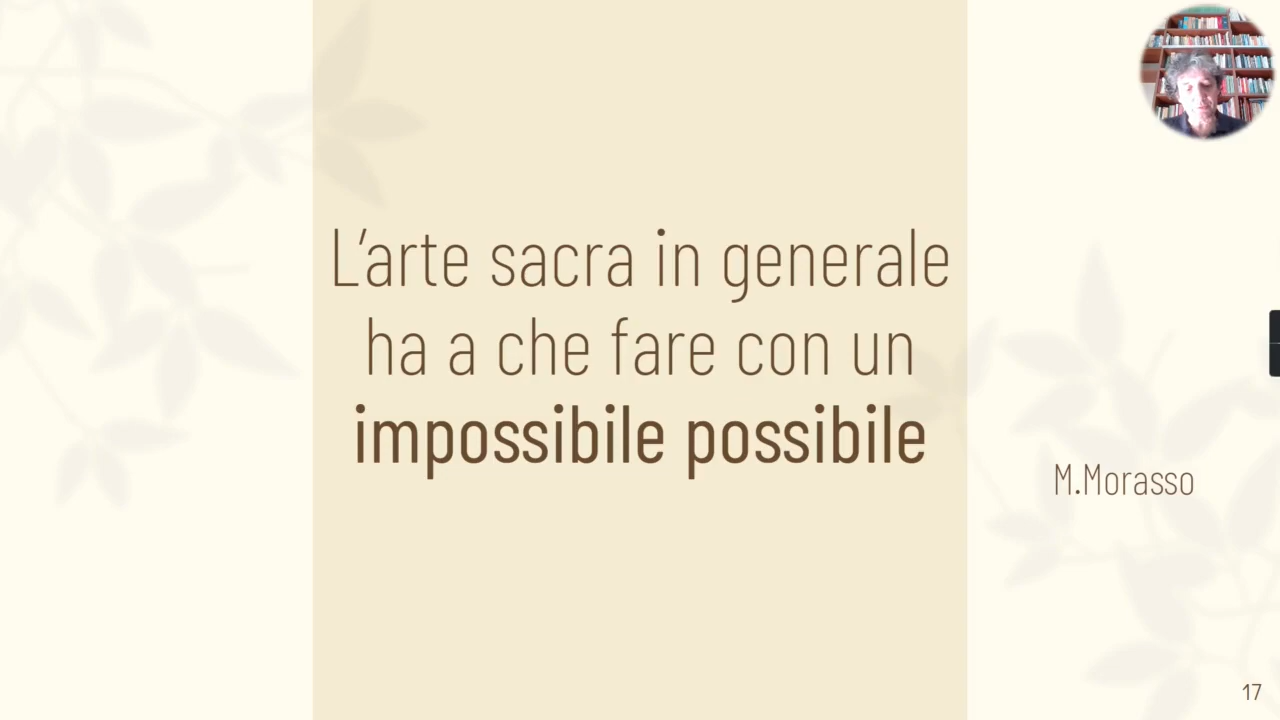 L'arte sacra in generale
ha a che fare con un
impossibile possibile
M.Morasso
17